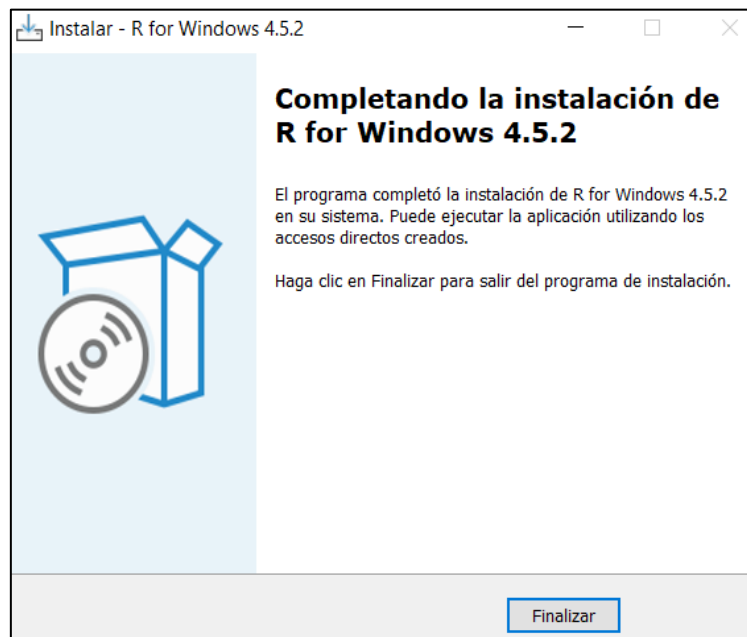 Instalar - R for Windows 4.5.2
Completando la instalación de
R for Windows 4.5.2
El programa completó la instalación de R for Windows 4.5.2
en su sistema. Puede ejecutar la aplicación utilizando los
accesos directos creados.
Haga clic en Finalizar para salir del programa de instalación.
Finalizar